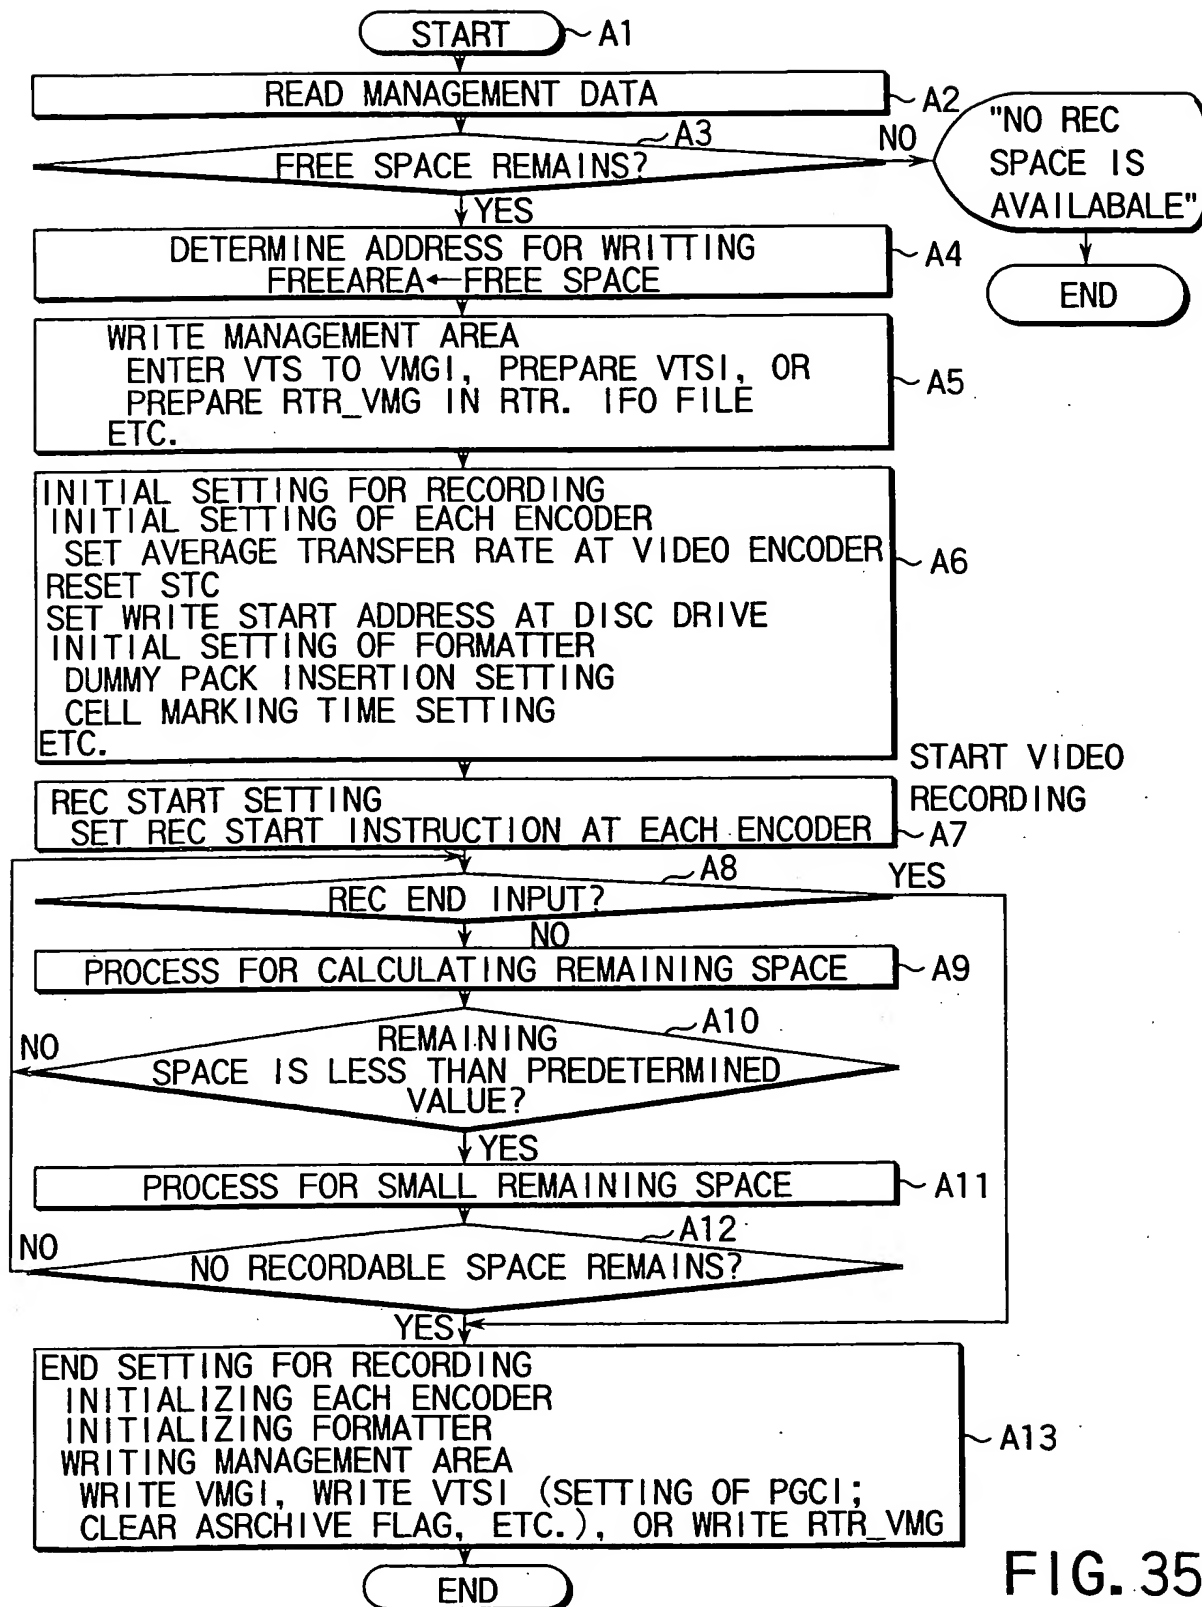 START
A1
READ MANAGEMENT DATA
A2
A3
FREE SPACE REMAINS?
NO
"NO REC
SPACE IS
AVAILABALE"
END
YES
DETERMINE ADDRESS FOR WRITTING
FREEAREA←FREE SPACE
A4
WRITE MANAGEMENT AREA
ENTER VTS TO VMGI, PREPARE VTSI, OR
PREPARE RTR_VMG IN RTR. IFO FILE
ETC.
A5
INITIAL SETTING FOR RECORDING
INITIAL SETTING OF EACH ENCODER
SET AVERAGE TRANSFER RATE AT VIDEO ENCODER
RESET STC
SET WRITE START ADDRESS AT DISC DRIVE
INITIAL SETTING OF FORMATTER
DUMMY PACK INSERTION SETTING
CELL MARKING TIME SETTING
ETC.
A6
START VIDEO
RECORDING
REC START SETTING
SET REC START INSTRUCTION AT EACH ENCODER
A7
A8
REC END INPUT?
YES
NO
PROCESS FOR CALCULATING REMAINING SPACE
A9
A10
REMAINING
SPACE IS LESS THAN PREDETERMINED
VALUE?
NO
YES
PROCESS FOR SMALL REMAINING SPACE
A11
A12
NO RECORDABLE SPACE REMAINS?
NO
YES
END SETTING FOR RECORDING
INITIALIZING EACH ENCODER
INITIALIZING FORMATTER
WRITING MANAGEMENT AREA
WRITE VMGI, WRITE VTSI (SETTING OF PGCI;
CLEAR ASRCHIVE FLAG, ETC.), OR WRITE RTR_VMG
A13
END
FIG. 35